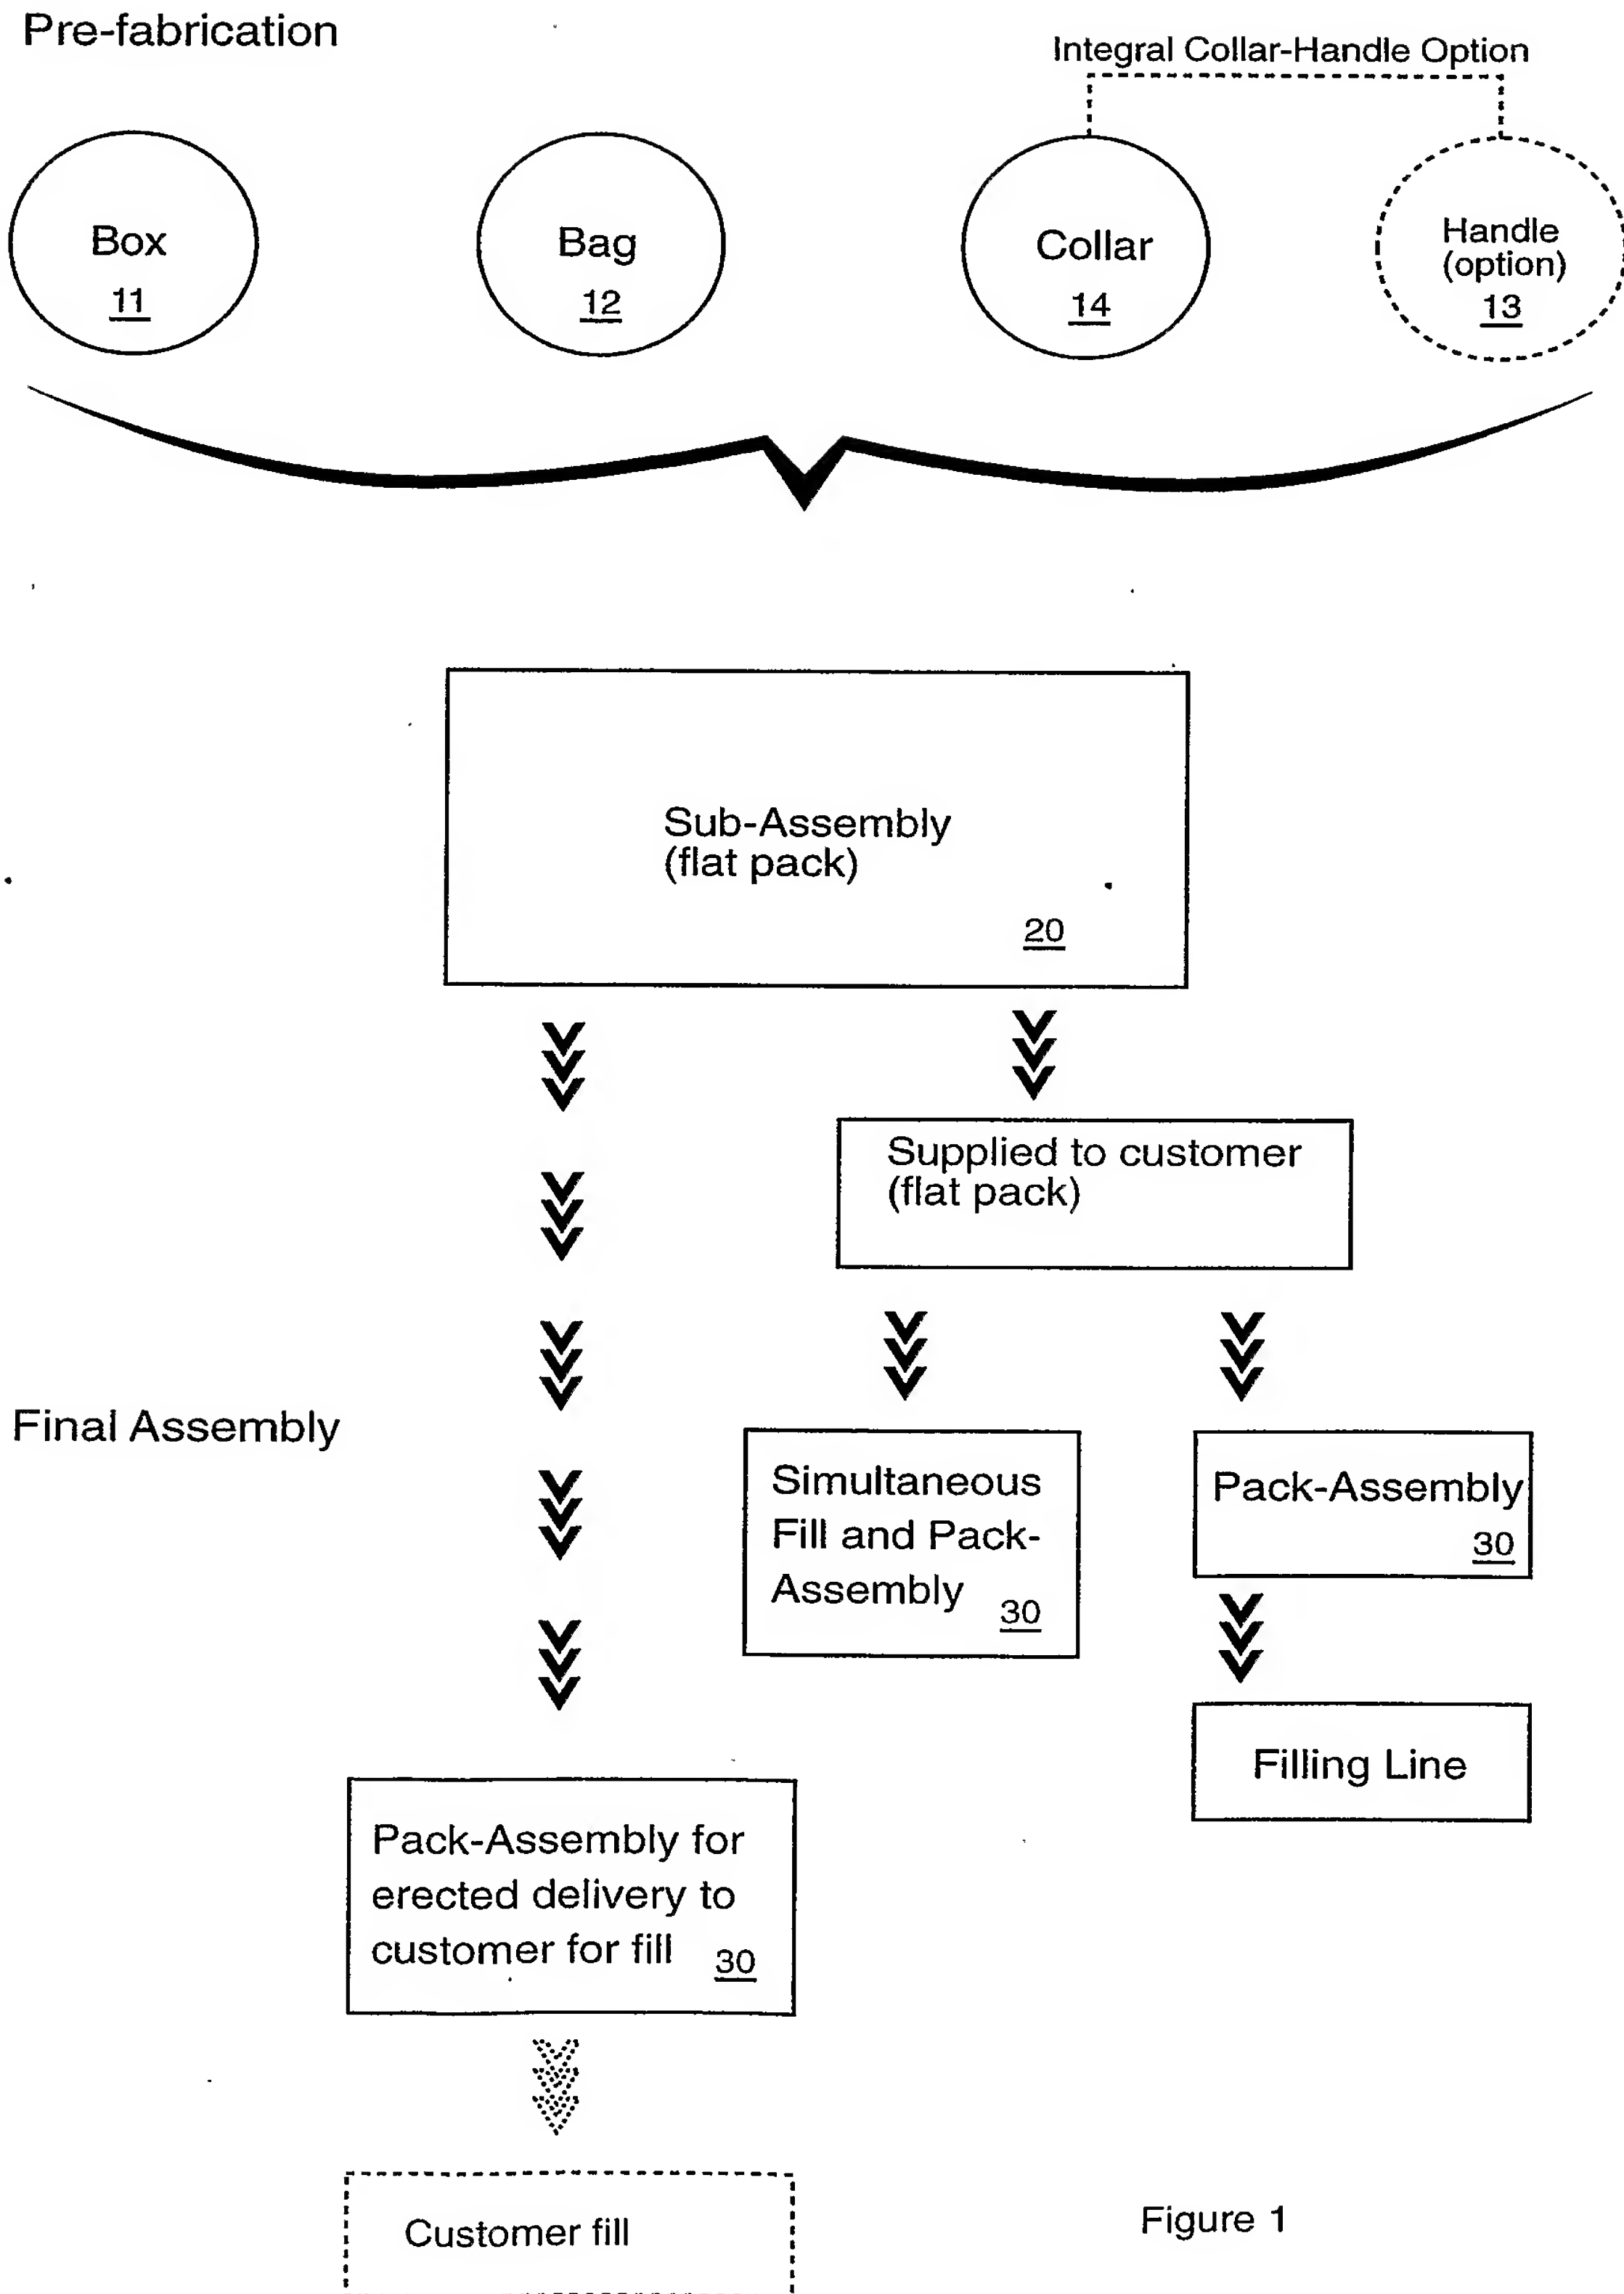 Pre-fabrication
Integral Collar-Handle Option
Box
11
Bag
12
Collar
14
Handle
(option)
13
Sub-Assembly
(flat pack)
20
Supplied to customer
(flat pack)
Final Assembly
Simultaneous
Fill and Pack-
Assembly
30
Pack-Assembly
30
Filling Line
Pack-Assembly for
erected delivery to
customer for fill
30
Customer fill
Figure 1